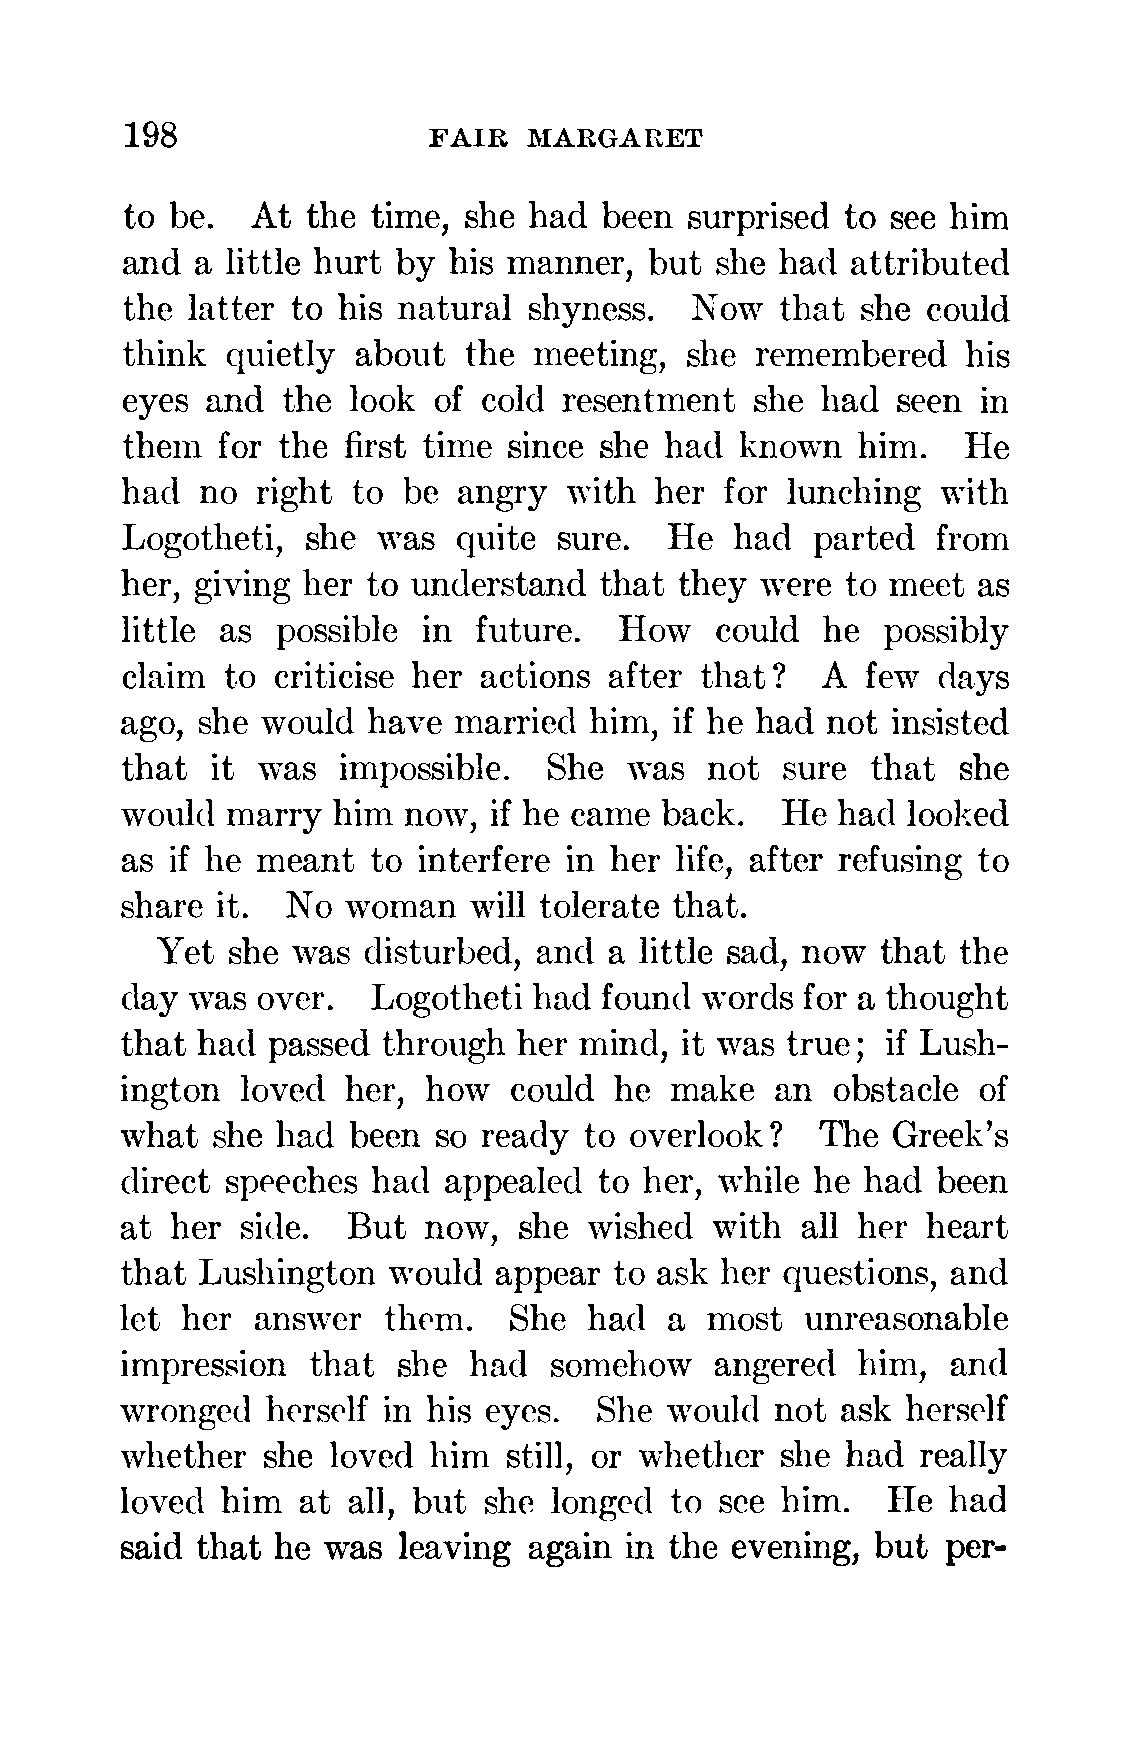 198 FAIR MARGARET
to be. At the time, she had been surprised to see him
and a little hurt by his manner, but she had attributed
the latter to his natural shyness. Now that she could
think quietly about the meeting, she remembered his
eyes and the look of cold resentment she had seen in
them for the first time since she had known him. He
had no right to be angry with her for lunching with
Logotheti, she was quite sure. He had parted from
her, giving her to understand that they were to meet as
little as possible in future. How could he possibly
claim to criticise her actions after that? A few days
ago, she would have married him, if he had not insisted
that it was impossible. She was not sure that she
would marry him now, if he came back. He had looked
as if he meant to interfere in her life, after refusing to
share it. No woman will tolerate that.
Yet she was disturbed, and a little sad, now that the
day was over. Logotheti had found words for a thought
that had passed through her mind, it was true; if Lush-
ington loved her, how could he make an obstacle of
what she had been so ready to overlook? The Greek's
direct speeches had appealed to her, while he had been
at her side. But now, she wished with all her heart
that Lushington would appear to ask her questions, and
let her answer them. She had a most unreasonable
impression that she had somehow angered him, and
wronged herself in his eyes. She would not ask herself
whether she loved him still, or whether she had really
loved him at all, but she longed to see him. He had
said that he was leaving again in the evening, but per-